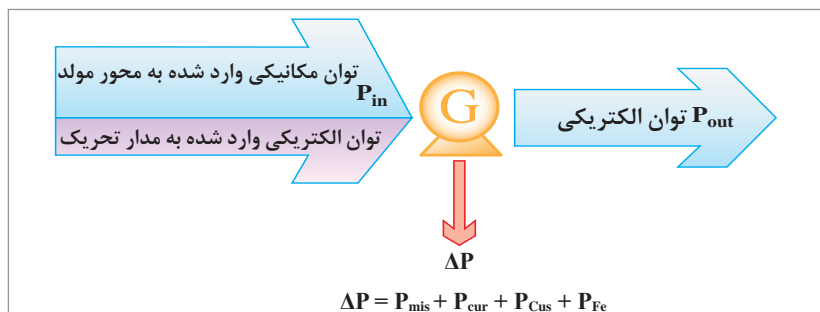 توان مکانیکی وارد شده به محور مولد
P_in
توان الکتریکی وارد شده به مدار تحریک
G
توان الکتریکی P_out
ΔP
ΔP = P_mis + P_cur + P_Cus + P_Fe